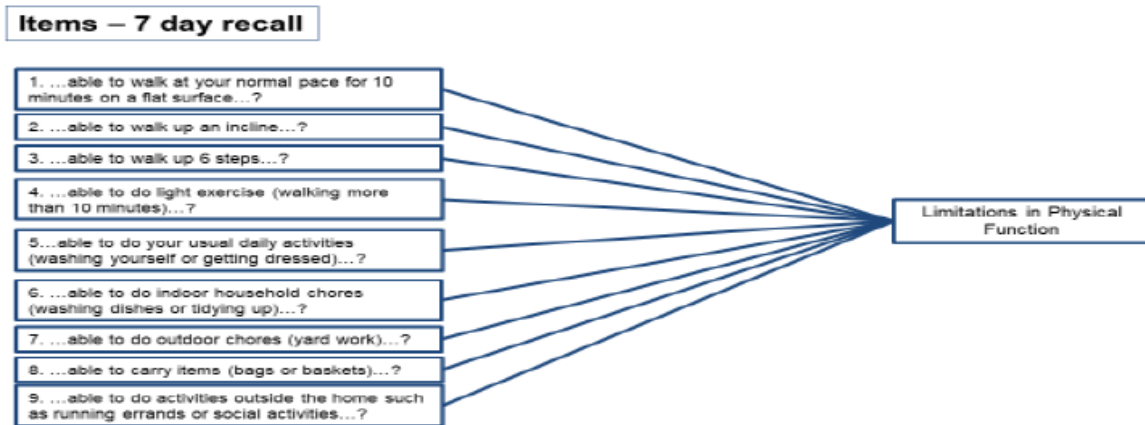 Items – 7 day recall
1. ...able to walk at your normal pace for 10
minutes on a flat surface...?
2. ...able to walk up an incline...?
3. ...able to walk up 6 steps...?
4. ...able to do light exercise (walking more
than 10 minutes)...?
5...able to do your usual daily activities
(washing yourself or getting dressed)...?
6. ...able to do indoor household chores
(washing dishes or tidying up)...?
7. ...able to do outdoor chores (yard work)...?
8. ...able to carry items (bags or baskets)...?
9. ...able to do activities outside the home such
as running errands or social activities...?
Limitations in Physical
Function